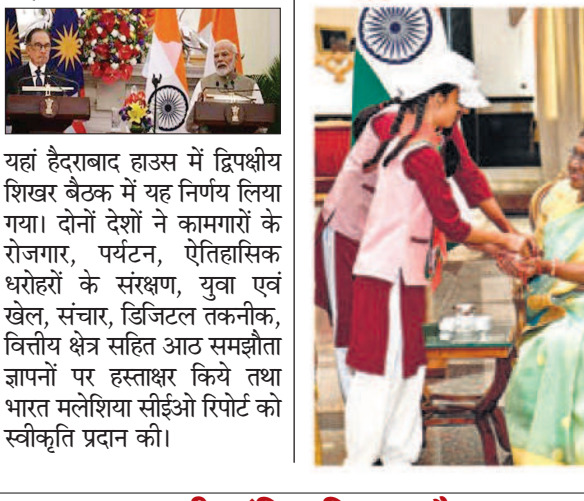 यहां हैदराबाद हाउस में द्विपक्षीय
शिखर बैठक में यह निर्णय लिया
गया। दोनों देशों ने कामगारों के
रोजगार, पर्यटन, ऐतिहासिक
धरोहरों के संरक्षण, युवा एवं
खेल, संचार, डिजिटल तकनीक,
वित्तीय क्षेत्र सहित आठ समझौता
ज्ञापनों पर हस्ताक्षर किये तथा
भारत मलेशिया सीईओ रिपोर्ट को
स्वीकृति प्रदान की।